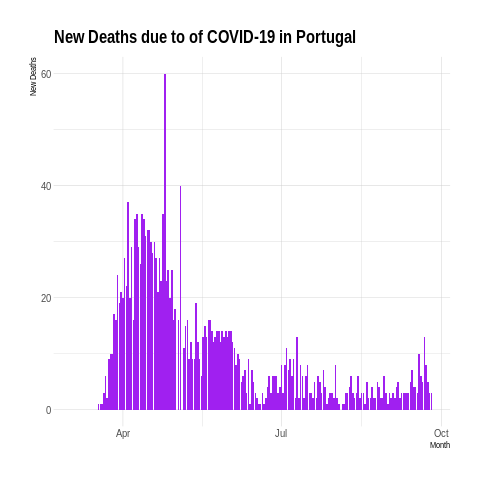 New Deaths due to of COVID-19 in Portugal
New Deaths
60
40
20
0
Apr
Jul
Oct
Month